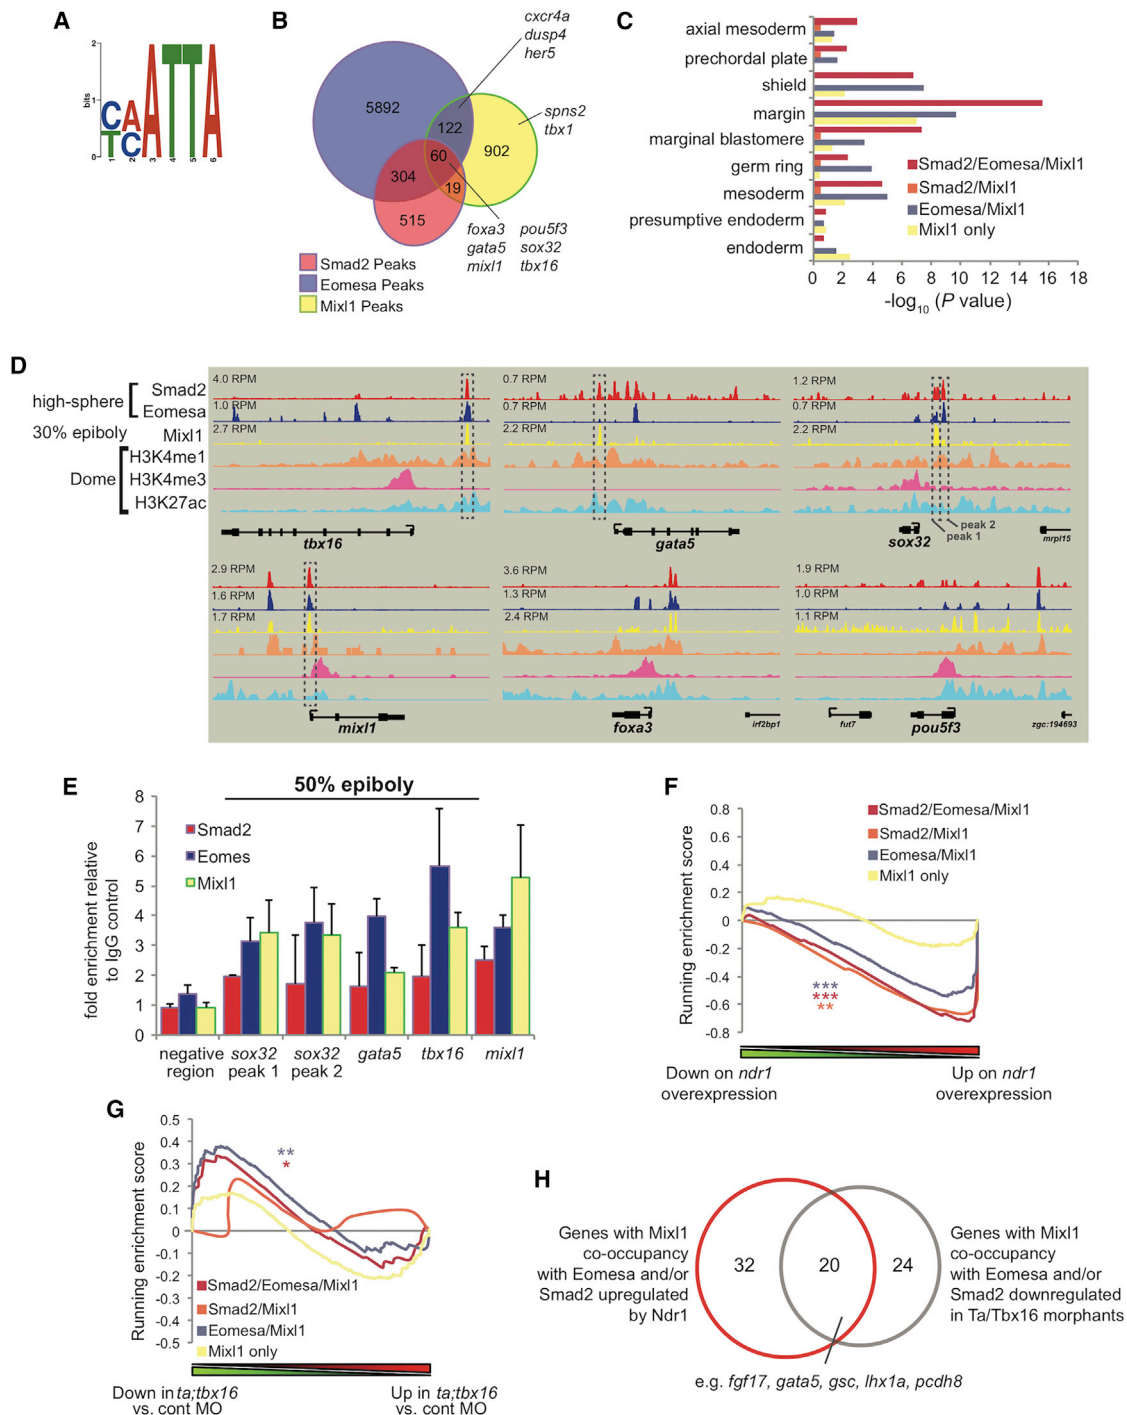 A
bits
2
1
0
C A A T T A
T C
1 2 3 4 5 6
B
cxcr4a
dusp4
her5
spns2
tbx1
5892
122
902
60
304
19
515
foxa3 pou5f3
gata5 sox32
mixl1 tbx16
Smad2 Peaks
Eomesa Peaks
Mixl1 Peaks
C
axial mesoderm
prechordal plate
shield
margin
marginal blastomere
germ ring
mesoderm
presumptive endoderm
endoderm
Smad2/Eomesa/Mixl1
Smad2/Mixl1
Eomesa/Mixl1
Mixl1 only
0 2 4 6 8 10 12 14 16 18
-log10 (P value)
D
high-sphere
Smad2
Eomesa
30% epiboly Mixl1
Dome
H3K4me1
H3K4me3
H3K27ac
4.0 RPM
1.0 RPM
2.7 RPM
tbx16
0.7 RPM
0.7 RPM
2.2 RPM
gata5
1.2 RPM
0.7 RPM
2.2 RPM
peak 2
peak 1
sox32
mrpl15
2.9 RPM
1.6 RPM
1.7 RPM
mixl1
3.6 RPM
1.3 RPM
2.4 RPM
foxa3
irf2bp1
1.9 RPM
1.0 RPM
1.1 RPM
fut7
pou5f3
zgc:194693
E
50% epiboly
fold enrichment relative
to IgG control
8
7
6
5
4
3
2
1
0
Smad2
Eomes
Mixl1
negative region
sox32 peak 1
sox32 peak 2
gata5
tbx16
mixl1
F
Running enrichment score
0.8
0.6
0.4
0.2
0
-0.2
-0.4
-0.6
-0.8
Smad2/Eomesa/Mixl1
Smad2/Mixl1
Eomesa/Mixl1
Mixl1 only
***
***
**
Down on ndr1
overexpression
Up on ndr1
overexpression
G
Running enrichment score
0.5
0.4
0.3
0.2
0.1
0
-0.1
-0.2
-0.3
-0.4
-0.5
**
*
Smad2/Eomesa/Mixl1
Smad2/Mixl1
Eomesa/Mixl1
Mixl1 only
Down in ta;tbx16
vs. cont MO
Up in ta;tbx16
vs. cont MO
H
Genes with Mixl1
co-occupancy
with Eomesa and/or
Smad2 upregulated
by Ndr1
32
20
24
Genes with Mixl1
co-occupancy
with Eomesa and/or
Smad2 downregulated
in Ta/Tbx16 morphants
e.g. fgf17, gata5, gsc, lhx1a, pcdh8